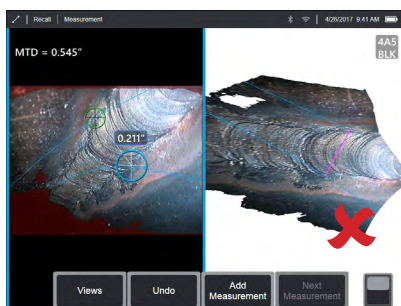 Recall | Measurement
4/26/2017 9:41 AM
MTD = 0.545"
4A5
BLK
0.211"
Views
Undo
Add
Measurement
Next
Measurement